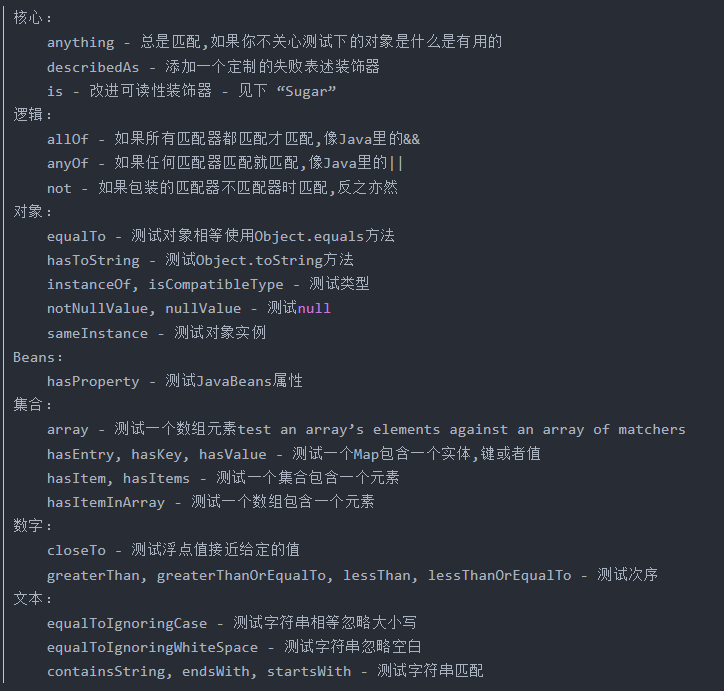 核心:
anything - 总是匹配,如果你不关心测试下的对象是什么是有用的
describedAs - 添加一个定制的失败表述装饰器
is - 改进可读性装饰器 - 见下 “Sugar”
逻辑:
allOf - 如果所有匹配器都匹配才匹配,像Java里的&&
anyOf - 如果任何匹配器匹配就匹配,像Java里的||
not - 如果包装的匹配器不匹配器时匹配,反之亦然
对象:
equalTo - 测试对象相等使用Object.equals方法
hasToString - 测试Object.toString方法
instanceOf, isCompatibleType - 测试类型
notNullValue, nullValue - 测试null
sameInstance - 测试对象实例
Beans:
hasProperty - 测试JavaBeans属性
集合:
array - 测试一个数组元素test an array’s elements against an array of matchers
hasEntry, hasKey, hasValue - 测试一个Map包含一个实体,键或者值
hasItem, hasItems - 测试一个集合包含一个元素
hasItemInArray - 测试一个数组包含一个元素
数字:
closeTo - 测试浮点值接近给定的值
greaterThan, greaterThanOrEqualTo, lessThan, lessThanOrEqualTo - 测试次序
文本:
equalToIgnoringCase - 测试字符串相等忽略大小写
equalToIgnoringWhiteSpace - 测试字符串忽略空白
containsString, endsWith, startsWith - 测试字符串匹配